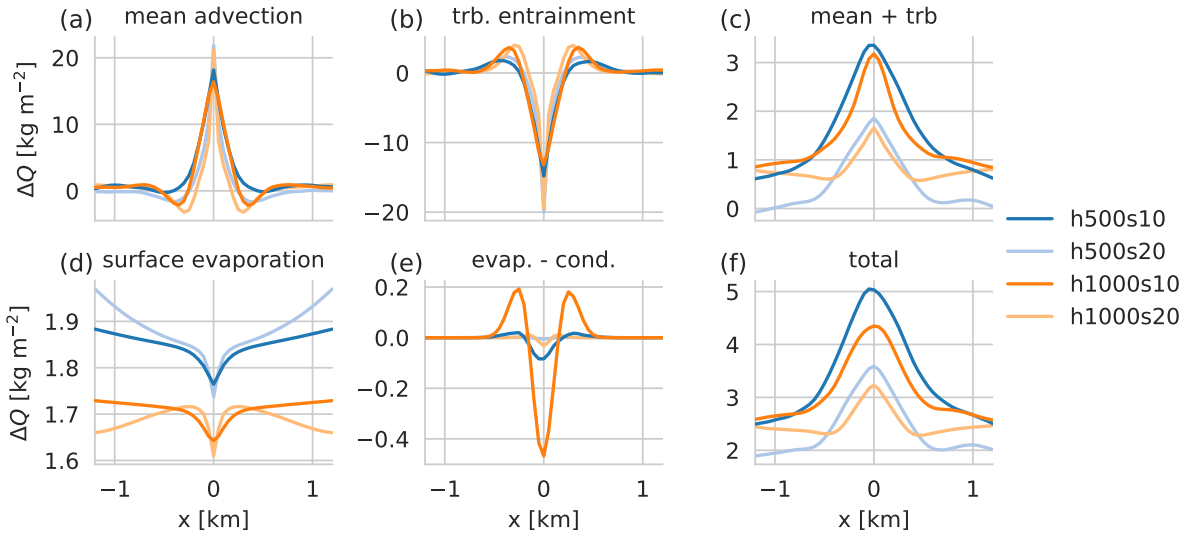 (a) mean advection
(b) trb. entrainment
(c) mean + trb
ΔQ [kg m−2]
20
10
0
0
−10
−20
3
2
1
0
(d) surface evaporation
(e) evap. - cond.
(f) total
ΔQ [kg m−2]
1.9
1.8
1.7
1.6
0.2
0.0
−0.2
−0.4
5
4
3
2
−1 0 1
−1 0 1
−1 0 1
x [km]
x [km]
x [km]
h500s10
h500s20
h1000s10
h1000s20